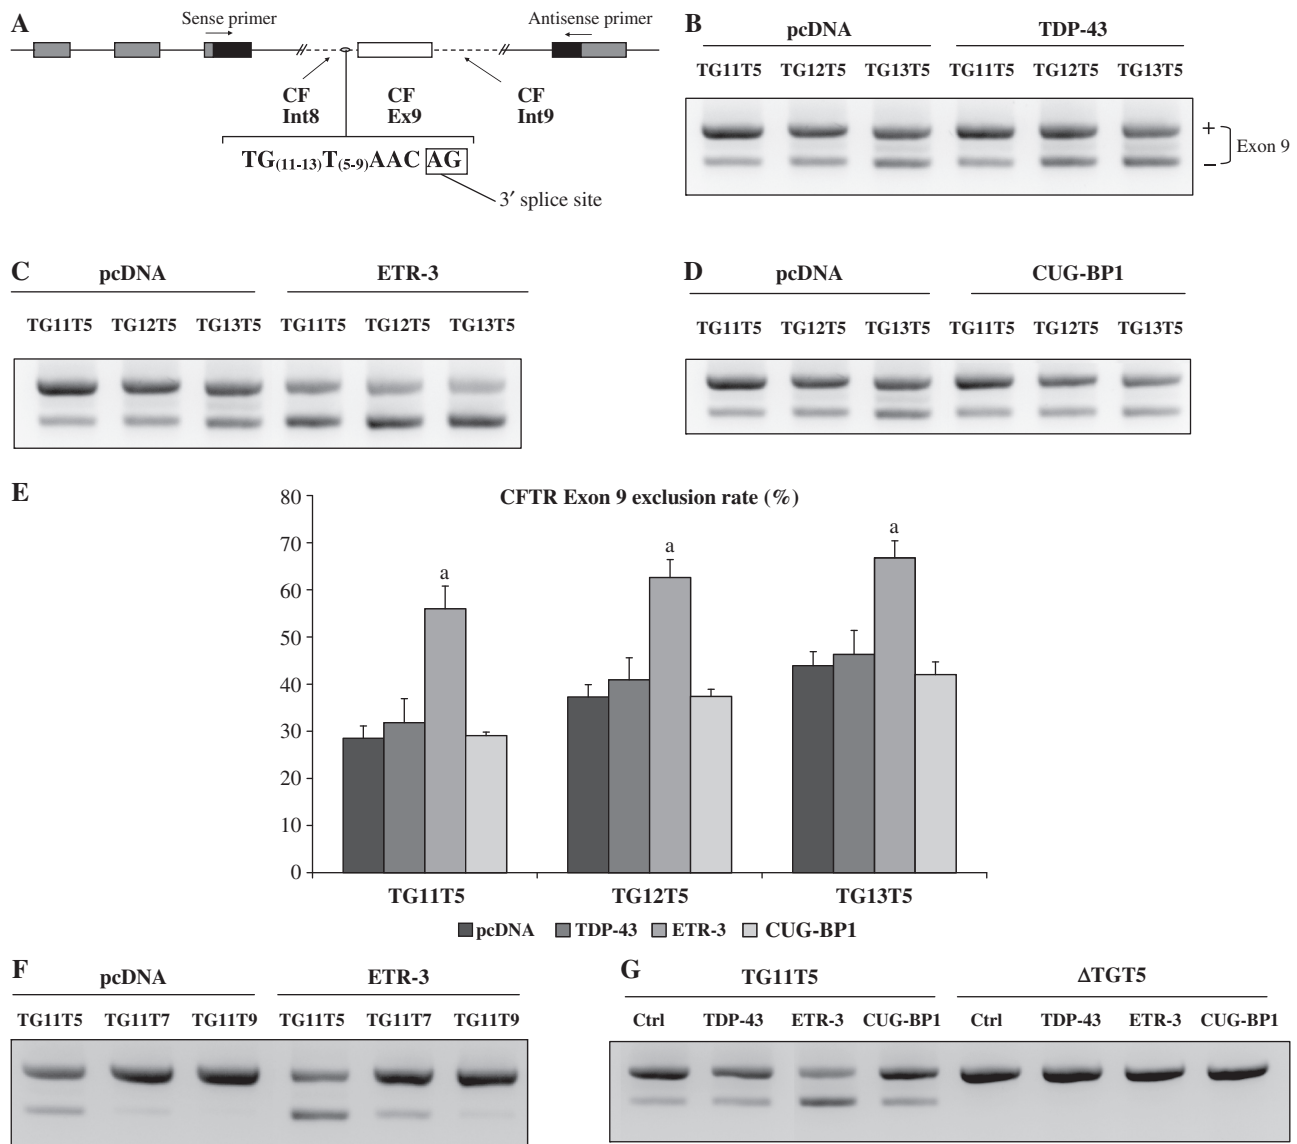 A
Sense primer
Antisense primer
CF
Int8
CF
Ex9
CF
Int9
TG(11-13)T(5-9)AAC AG
3′ splice site
B
pcDNA TDP-43
TG11T5 TG12T5 TG13T5 TG11T5 TG12T5 TG13T5
+
–
Exon 9
C
pcDNA ETR-3
TG11T5 TG12T5 TG13T5 TG11T5 TG12T5 TG13T5
D
pcDNA CUG-BP1
TG11T5 TG12T5 TG13T5 TG11T5 TG12T5 TG13T5
E
CFTR Exon 9 exclusion rate (%)
80
70
60
50
40
30
20
10
0
a
a
a
TG11T5 TG12T5 TG13T5
pcDNA TDP-43 ETR-3 CUG-BP1
F
pcDNA ETR-3
TG11T5 TG11T7 TG11T9 TG11T5 TG11T7 TG11T9
G
TG11T5 ΔTGT5
Ctrl TDP-43 ETR-3 CUG-BP1 Ctrl TDP-43 ETR-3 CUG-BP1